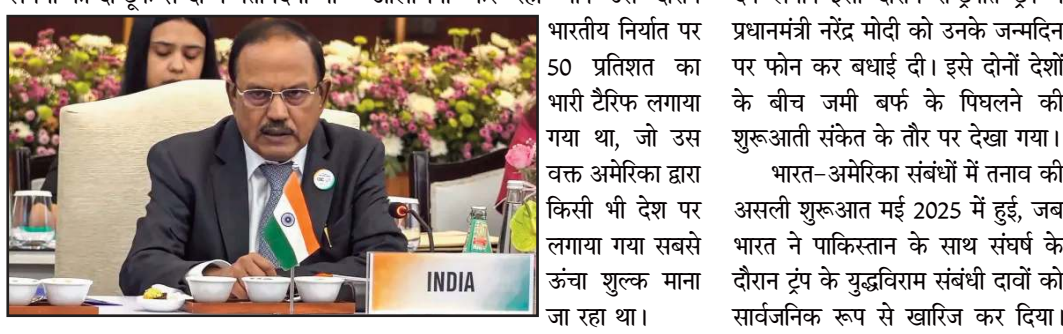 INDIA
भारतीय निर्यात पर
50 प्रतिशत का
भारी टैरिफ लगाया
गया था, जो उस
वक्त अमेरिका द्वारा
किसी भी देश पर
लगाया गया सबसे
ऊंचा शुल्क माना
जा रहा था।
प्रधानमंत्री नरेंद्र मोदी को उनके जन्मदिन
पर फोन कर बधाई दी। इसे दोनों देशों
के बीच जमी बर्फ के पिघलने की
शुरूआती संकेत के तौर पर देखा गया।
भारत-अमेरिका संबंधों में तनाव की
असली शुरूआत मई 2025 में हुई, जब
भारत ने पाकिस्तान के साथ संघर्ष के
दौरान ट्रंप के युद्धविराम संबंधी दावों को
सार्वजनिक रूप से खारिज कर दिया।